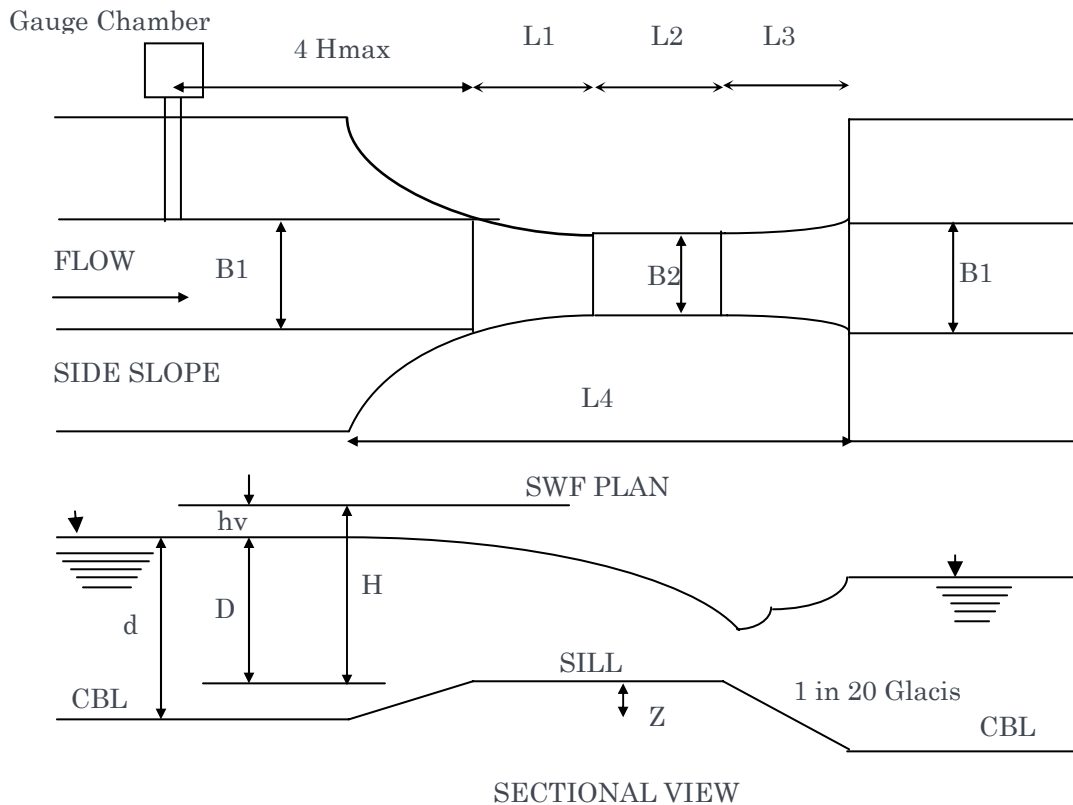 Gauge Chamber
4 Hmax
L1
L2
L3
FLOW
B1
B2
B1
SIDE SLOPE
L4
SWF PLAN
hv
H
D
d
SILL
CBL
Z
1 in 20 Glacis
CBL
SECTIONAL VIEW